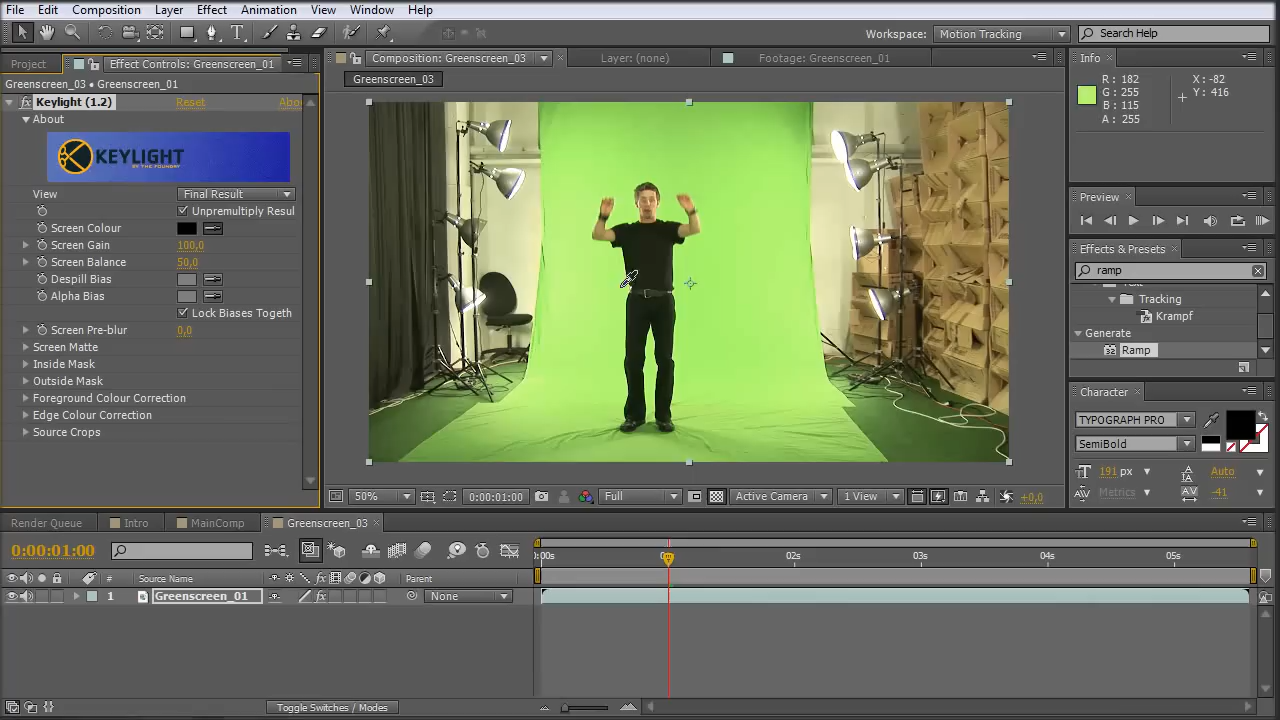 File Edit Composition Layer Effect Animation View Window Help
Workspace: Motion Tracking Search Help
Project Effect Controls: Greenscreen_01
Greenscreen_03 • Greenscreen_01
Keylight (1.2) Reset Abo
About
KEYLIGHT
BY THE FOUNDRY
View Final Result
Unpremultiply Resul
Screen Colour
Screen Gain 100,0
Screen Balance 50,0
Despill Bias
Alpha Bias
Lock Biases Togeth
Screen Pre-blur 0,0
Screen Matte
Inside Mask
Outside Mask
Foreground Colour Correction
Edge Colour Correction
Source Crops
Composition: Greenscreen_03 Layer: (none) Footage: Greenscreen_01
Greenscreen_03
50% 0:00:01:00 Full Active Camera 1 View +0,0
Info
R : 182
G : 255
B : 115
A : 255
X: -82
Y: 416
Preview
Effects & Presets
ramp
Tracking
Krampf
Generate
32 Ramp
Character
TYPOGRAPH PRO
SemiBold
191 px Auto
Metrics -41
Render Queue Intro MainComp Greenscreen_03
0:00:01:00
:00s 02s 03s 04s 05s
# Source Name Parent
1 Greenscreen_01 None
Toggle Switches / Modes